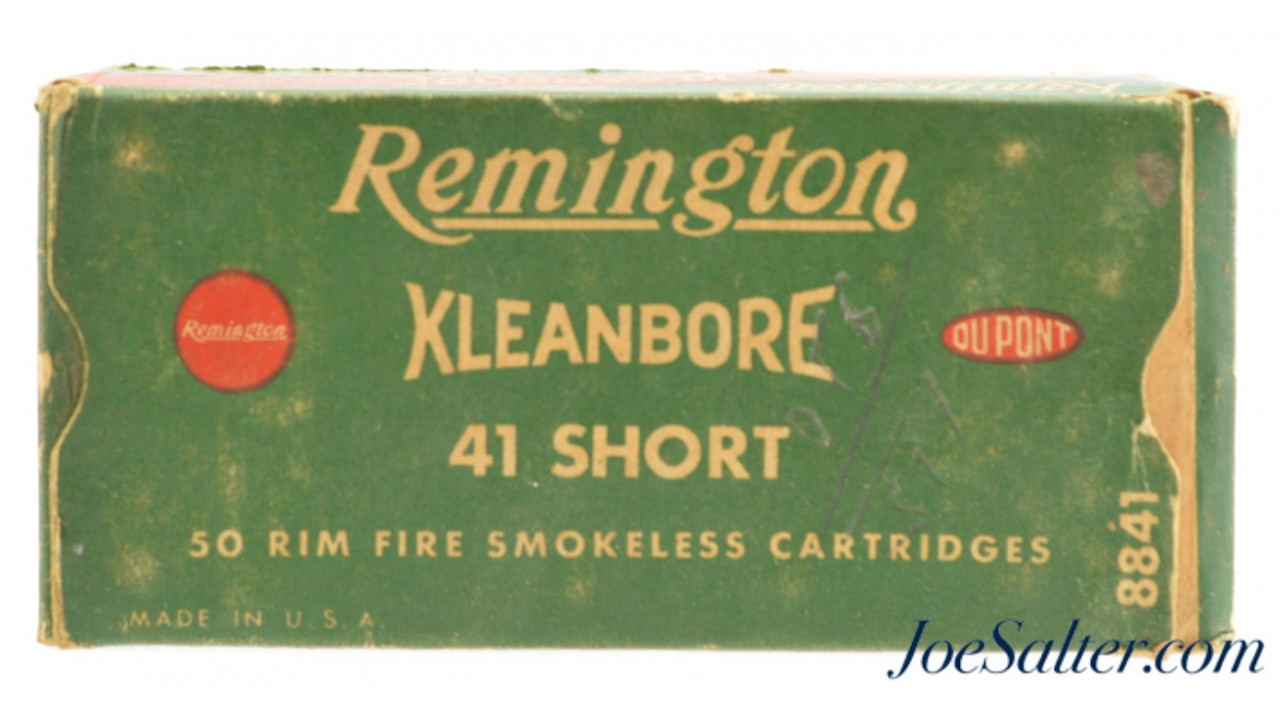 Remington
Remington
KLEANBORE
DU PONT
41 SHORT
50 RIM FIRE SMOKELESS CARTRIDGES
8841
MADE IN U.S.A.
JoeSalter.com